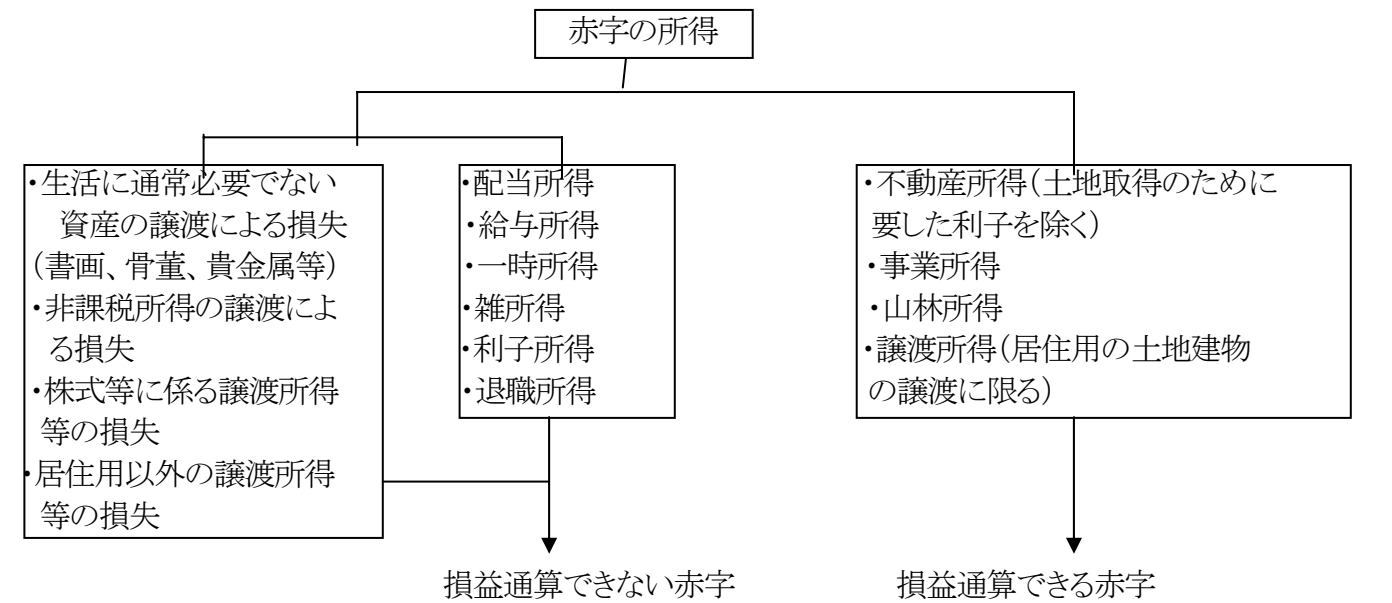 赤字の所得
・生活に通常必要でない
資産の譲渡による損失
(書画、骨董、貴金属等)
・非課税所得の譲渡によ
る損失
・株式等に係る譲渡所得
等の損失
・居住用以外の譲渡所得
等の損失
・配当所得
・給与所得
・一時所得
・雑所得
・利子所得
・退職所得
・不動産所得(土地取得のために
要した利子を除く)
・事業所得
・山林所得
・譲渡所得(居住用の土地建物
の譲渡に限る)
損益通算できない赤字
損益通算できる赤字